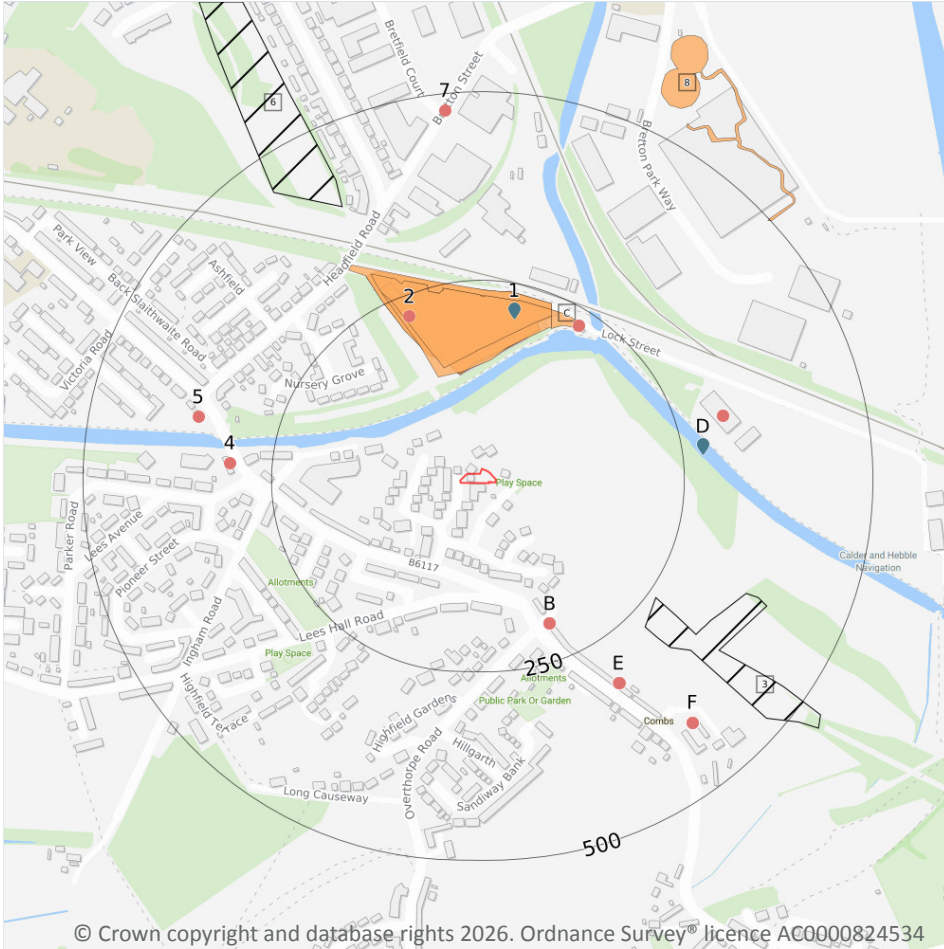 Bretfield Court
7
Bretton Street
8
6
Bretton Park Way
Headfield Road
Park View
Ashfield
Back Slaithwaite Road
Victoria Road
2
1
C
Lock Street
Nursery Grove
5
4
D
Play Space
Parker Road
Lees Avenue
Pioneer Street
B6117
Calder and Hebble
Navigation
Allotments
Ingham Road
Lees Hall Road
B
Play Space
250
E
Allotments
Public Park Or Garden
3
Highfield Terrace
Highfield Gardens
Combs
F
Overthorpe Road
Hillgarth
Sandiway Bank
Long Causeway
500
© Crown copyright and database rights 2026. Ordnance Survey® licence AC0000824534